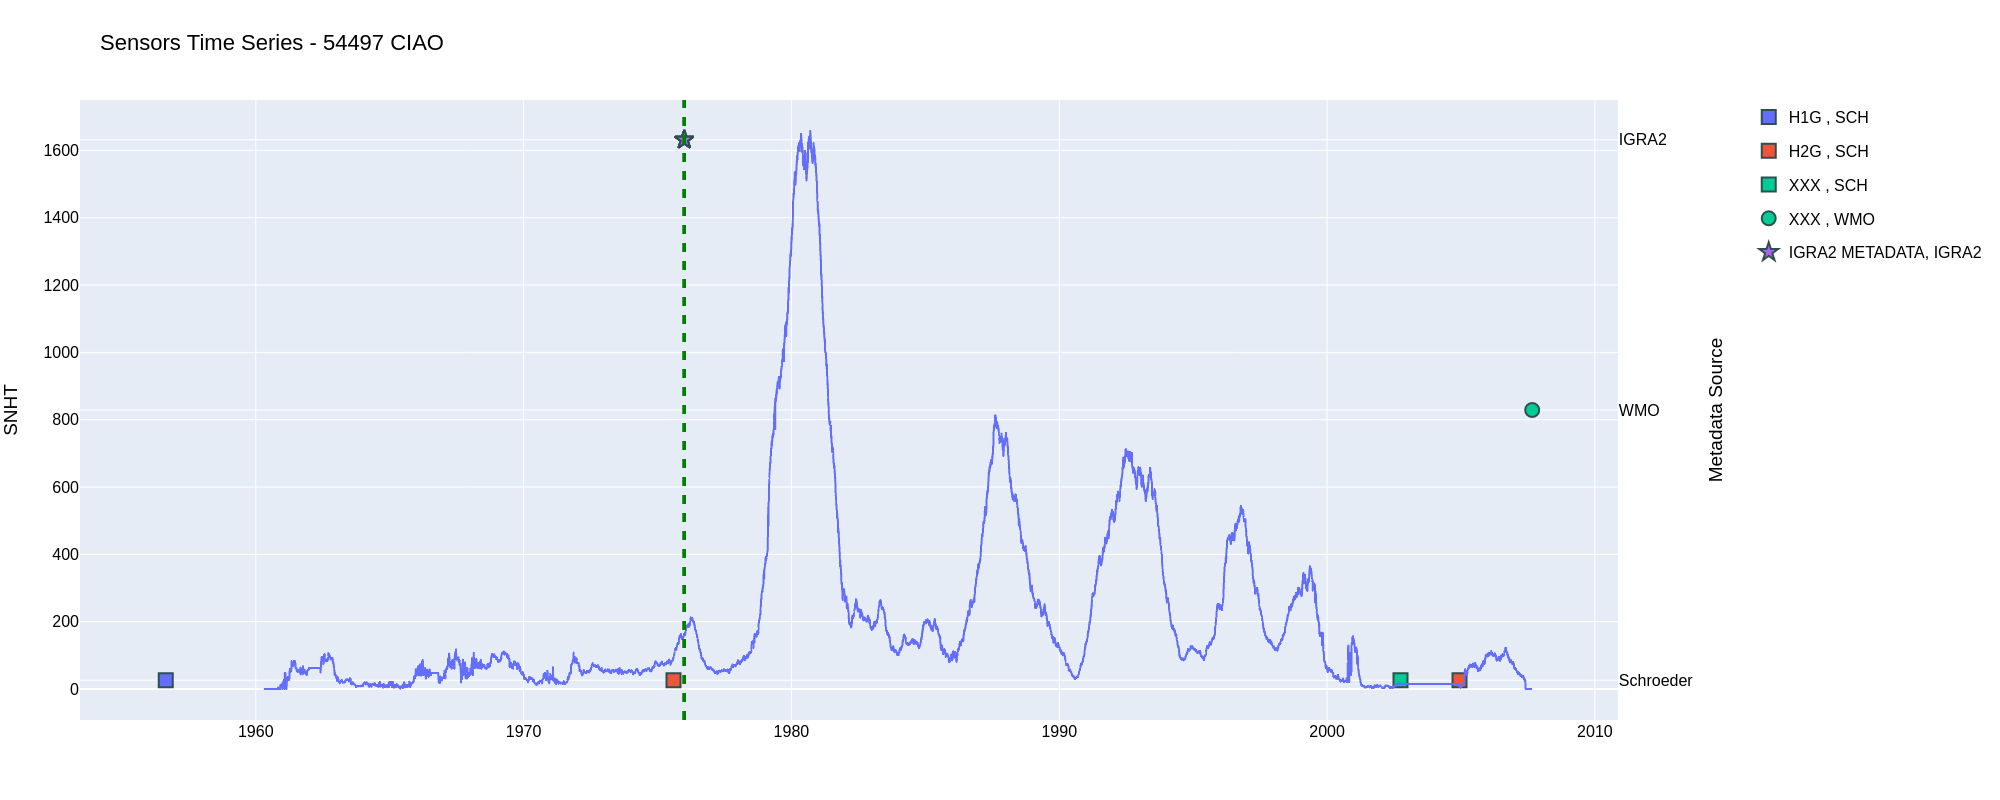 Sensors Time Series - 54497 CIAO
SNHT
1600
1400
1200
1000
800
600
400
200
0
1960
1970
1980
1990
2000
2010
IGRA2
WMO
Schroeder
Metadata Source
H1G , SCH
H2G , SCH
XXX , SCH
XXX , WMO
IGRA2 METADATA, IGRA2